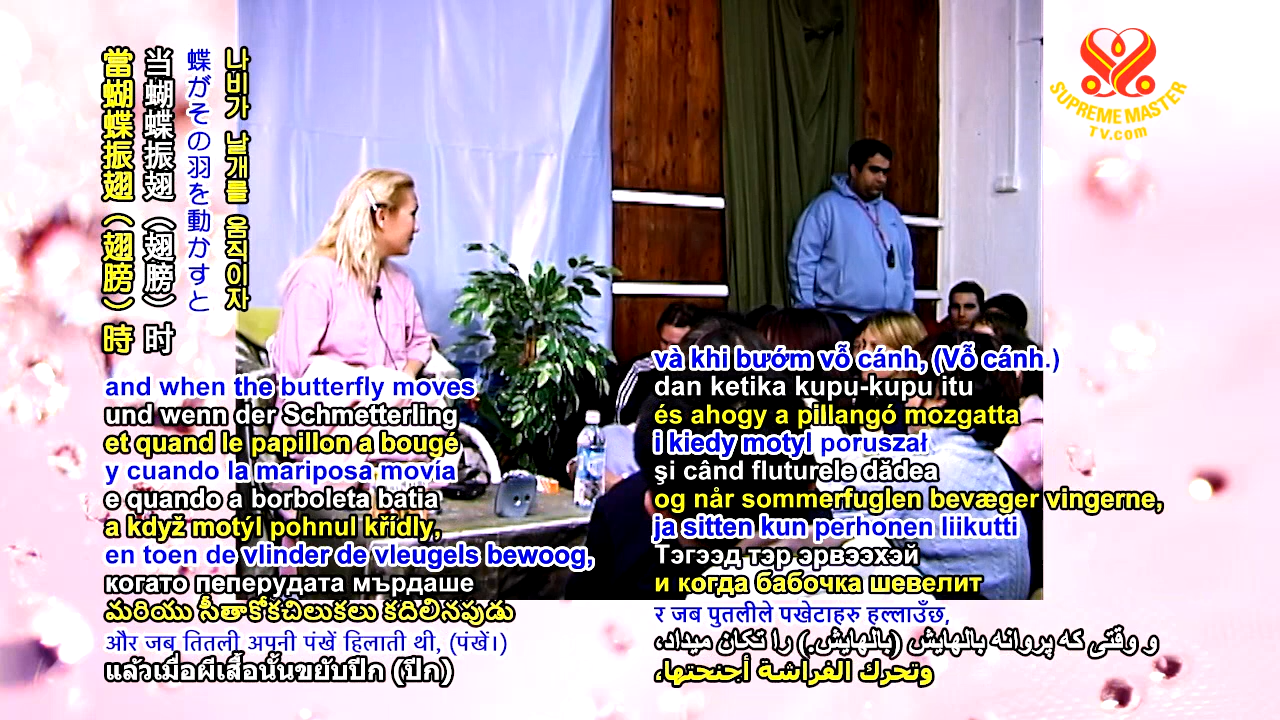 當蝴蝶振翅（翅膀）時
当蝴蝶振翅（翅膀）时
蝶がその羽を動かすと
나비가 날개를 움직이자
SUPREME MASTER
TV.com
and when the butterfly moves
und wenn der Schmetterling
et quand le papillon a bougé
y cuando la mariposa movía
e quando a borboleta batia
a když motýl pohnul křídly,
en toen de vlinder de vleugels bewoog,
когато пеперудата мърдаше
మరియు సీతాకోకచిలుకలు కదిలినపుడు
और जब तितली अपनी पंखें हिलाती थी, (पंखें।)
แล้วเมื่อผีเสื้อนั้นขยับปีก (ปีก)
và khi bướm vỗ cánh, (Vỗ cánh.)
dan ketika kupu-kupu itu
és ahogy a pillangó mozgatta
i kiedy motyl poruszał
şi când fluturele dădea
og når sommerfuglen bevæger vingerne,
ja sitten kun perhonen liikutti
Тэгээд тэр эрвээхэй
и когда бабочка шевелит
र जब पुतलीले पखेटाहरु हल्लाउँछ,
و وقتی که پروانه بالهایش (بالهایش.) را تکان میداد،
وتحرك الفراشة أجنحتها،